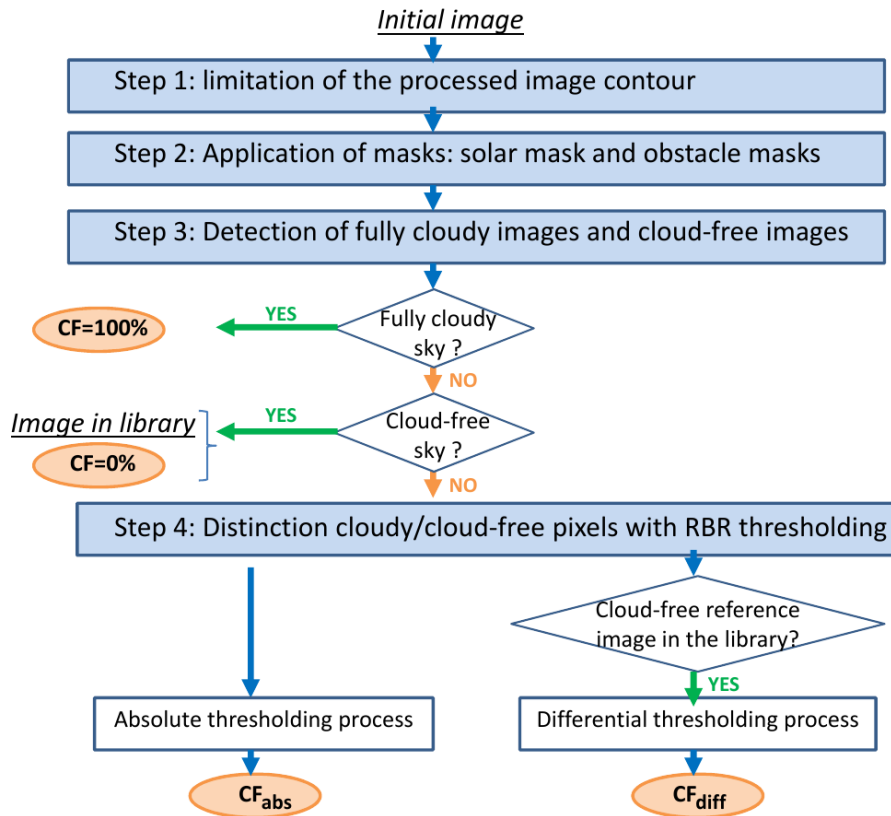 Initial image
Step 1: limitation of the processed image contour
Step 2: Application of masks: solar mask and obstacle masks
Step 3: Detection of fully cloudy images and cloud-free images
Fully cloudy
sky ?
YES
CF=100%
NO
Cloud-free
sky ?
YES
Image in library
CF=0%
NO
Step 4: Distinction cloudy/cloud-free pixels with RBR thresholding
Cloud-free reference
image in the library?
YES
Absolute thresholding process
Differential thresholding process
CFabs
CFdiff